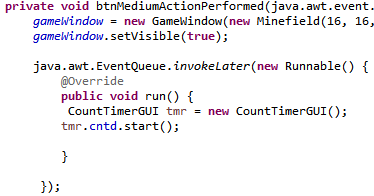 private void btnMediumActionPerformed(java.awt.event.
gameWindow = new GameWindow(new Minefield(16, 16,
gameWindow.setVisible(true);
java.awt.EventQueue.invokeLater(new Runnable() {
@Override
public void run() {
CountTimerGUI tmr = new CountTimerGUI();
tmr.cntd.start();
}
});